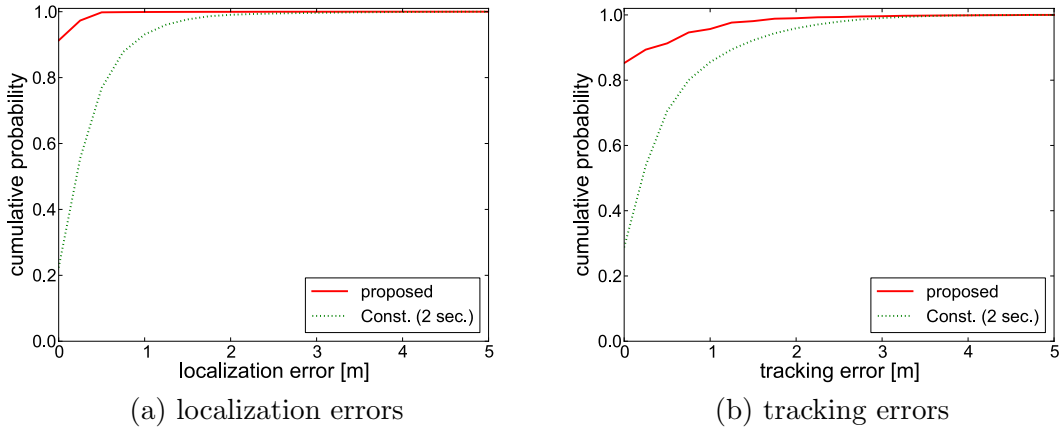 1.0
0.8
0.6
0.4
0.2
0.0
cumulative probability
0 1 2 3 4 5
localization error [m]
proposed
Const. (2 sec.)
(a) localization errors
1.0
0.8
0.6
0.4
0.2
0.0
cumulative probability
0 1 2 3 4 5
tracking error [m]
proposed
Const. (2 sec.)
(b) tracking errors